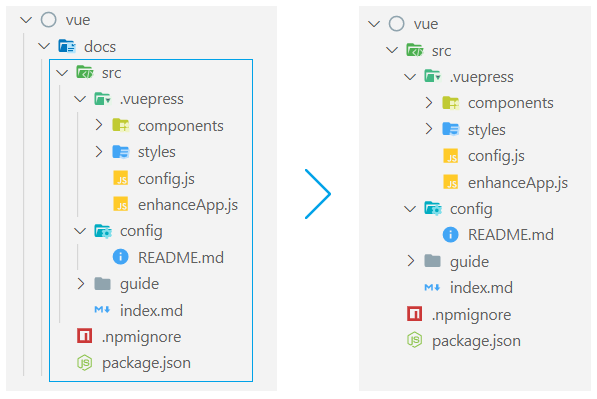 vue
docs
src
.vuepress
components
styles
config.js
enhanceApp.js
config
README.md
guide
index.md
.npmignore
package.json
vue
src
.vuepress
components
styles
config.js
enhanceApp.js
config
README.md
guide
index.md
.npmignore
package.json